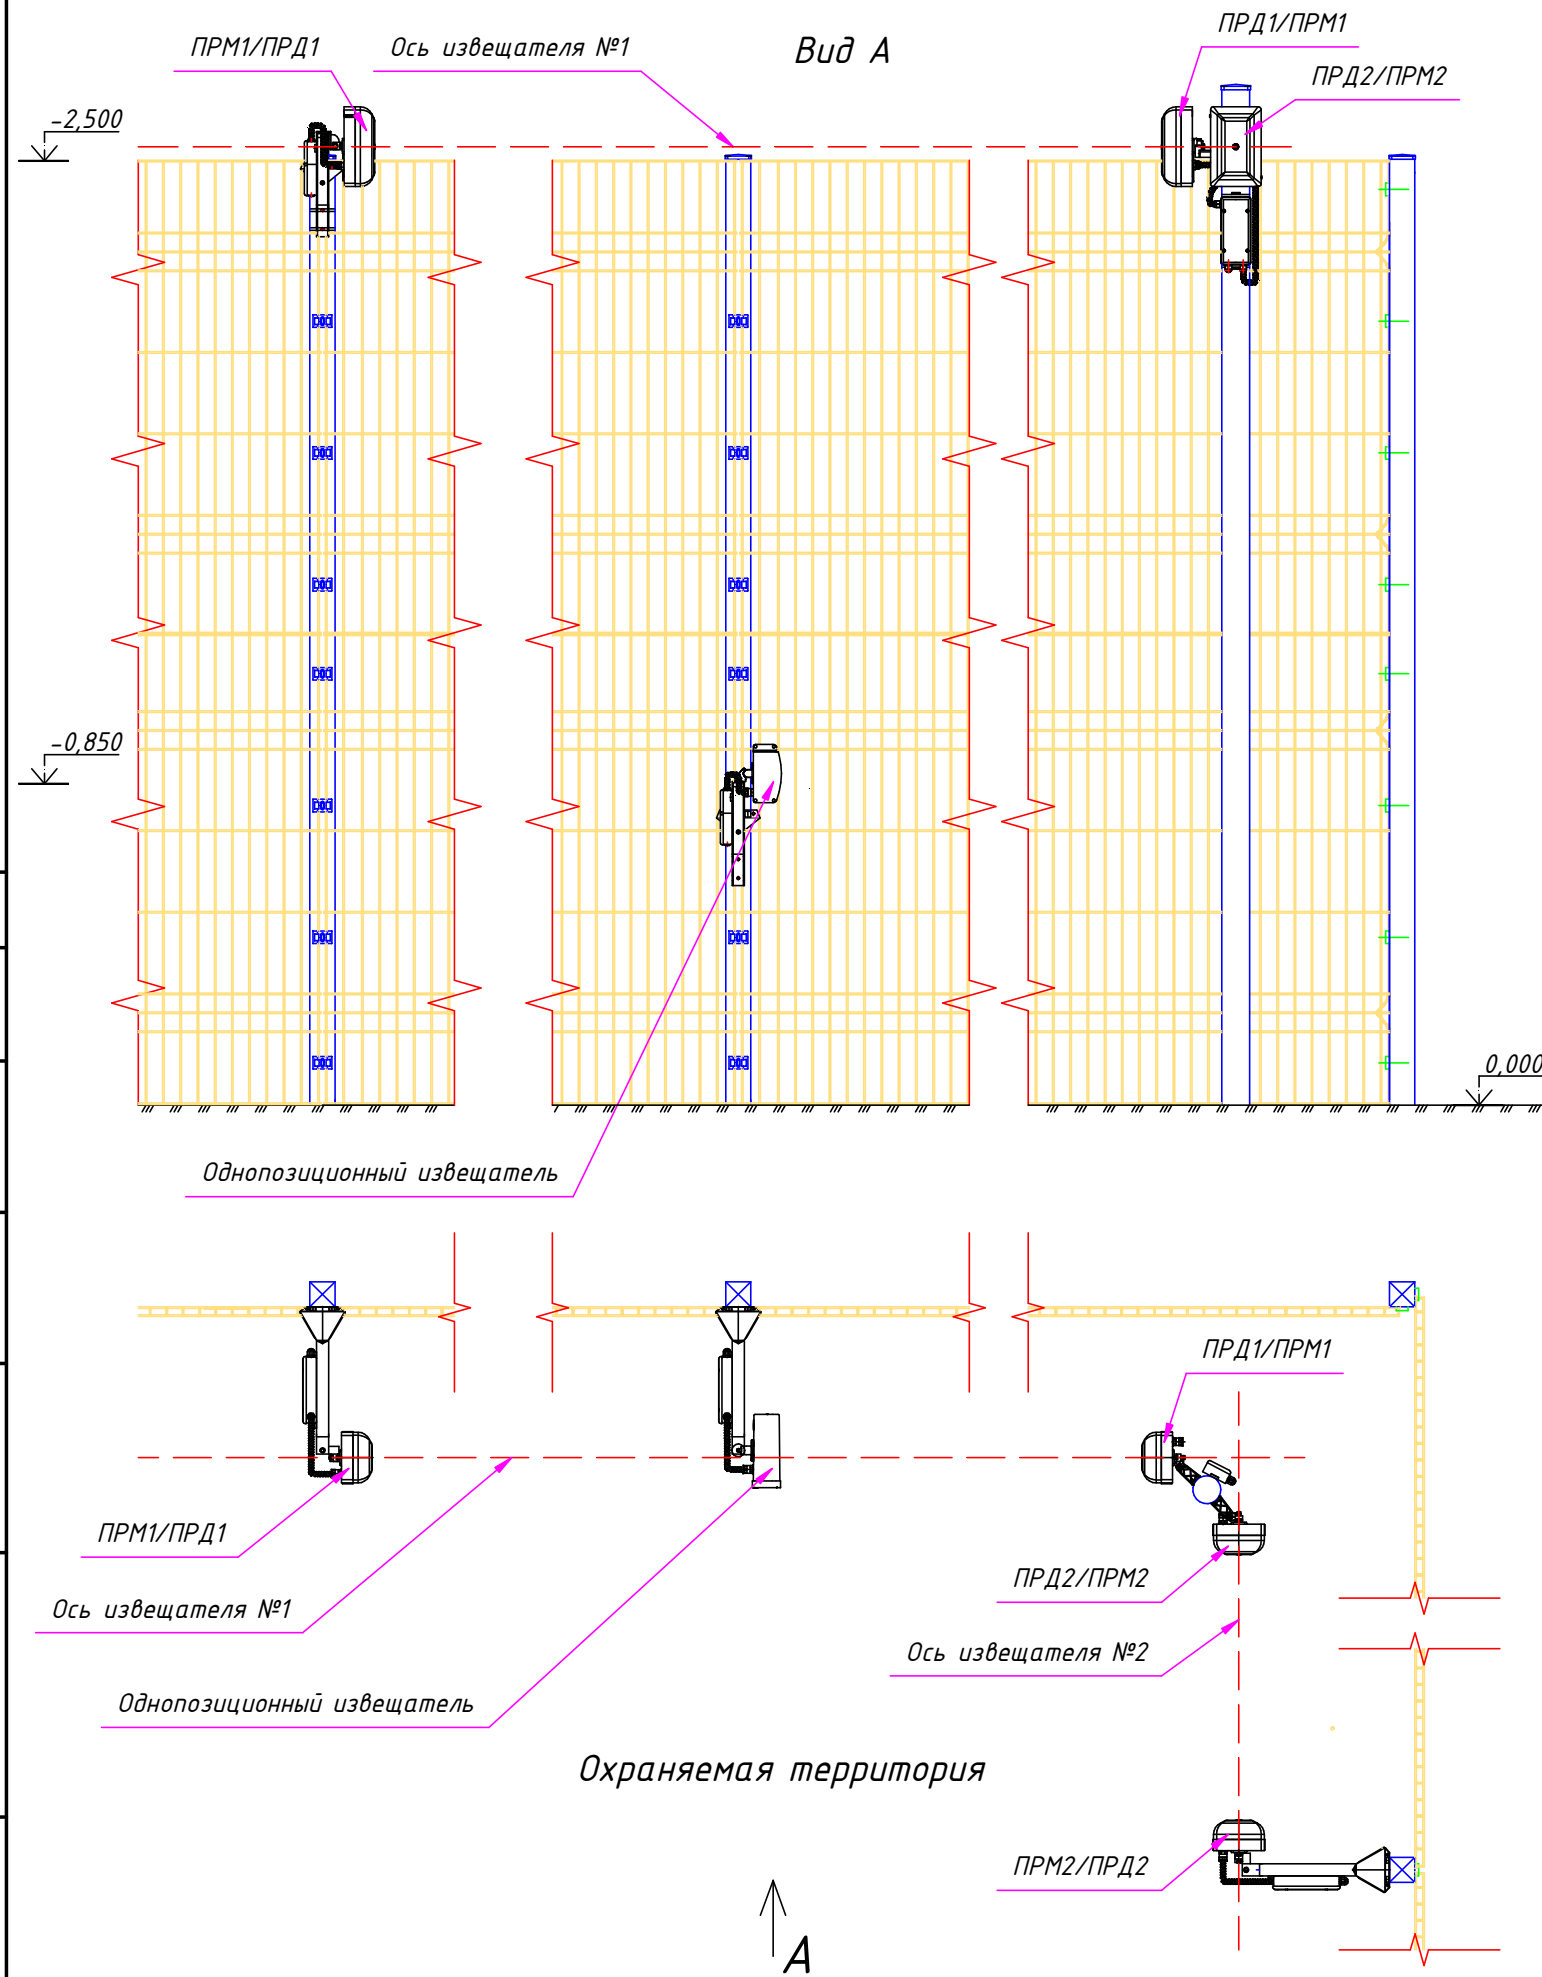 ПРМ1/ПРД1
Ось извещателя №1
Вид А
ПРД1/ПРМ1
ПРД2/ПРМ2
-2,500
-0,850
0,000
Однопозиционный извещатель
ПРД1/ПРМ1
ПРМ1/ПРД1
ПРД2/ПРМ2
Ось извещателя №1
Ось извещателя №2
Однопозиционный извещатель
Охраняемая территория
ПРМ2/ПРД2
А